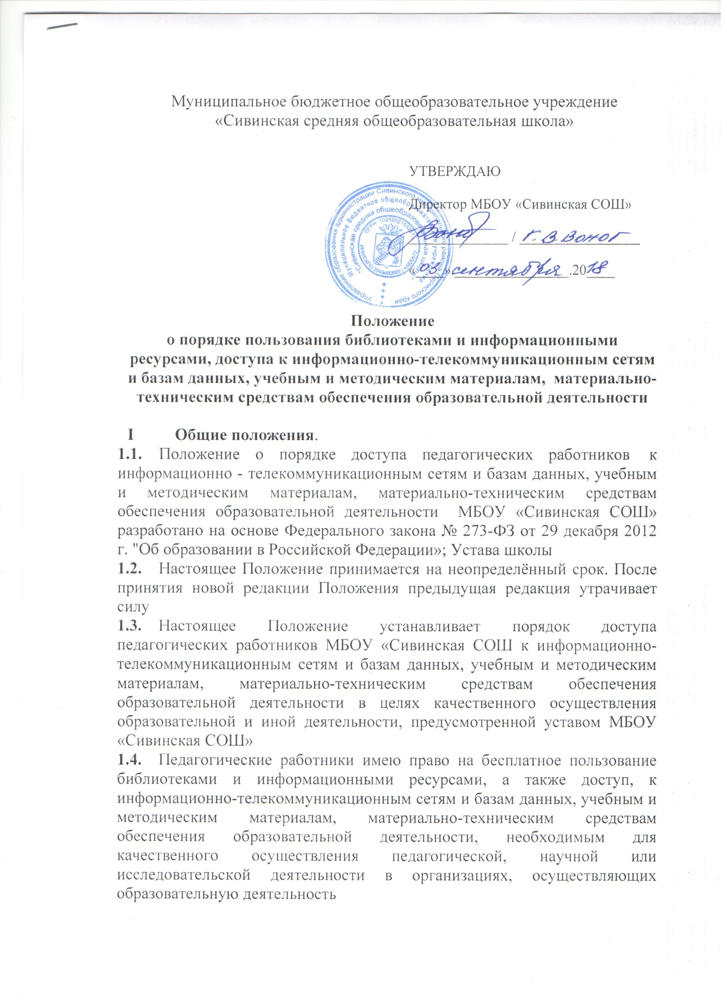 Муниципальное бюджетное общеобразовательное учреждение
«Сивинская средняя общеобразовательная школа»
УТВЕРЖДАЮ
Директор МБОУ «Сивинская СОШ»
/ Г.В. Воног
«03» сентября .2018
Управление образования администрации Сивинского муниципального района Пермского края
Муниципальное бюджетное общеобразовательное учреждение
"Сивинская средняя общеобразовательная школа"
ОГРН 1025902155267
ИНН/ОКПО 5949400869 / 44820572
Положение
о порядке пользования библиотеками и информационными
ресурсами, доступа к информационно-телекоммуникационным сетям
и базам данных, учебным и методическим материалам, материально-
техническим средствам обеспечения образовательной деятельности
I Общие положения.
1.1. Положение о порядке доступа педагогических работников к
информационно - телекоммуникационным сетям и базам данных, учебным
и методическим материалам, материально-техническим средствам
обеспечения образовательной деятельности МБОУ «Сивинская СОШ»
разработано на основе Федерального закона № 273-ФЗ от 29 декабря 2012
г. "Об образовании в Российской Федерации»; Устава школы
1.2. Настоящее Положение принимается на неопределённый срок. После
принятия новой редакции Положения предыдущая редакция утрачивает
силу
1.3. Настоящее Положение устанавливает порядок доступа
педагогических работников МБОУ «Сивинская СОШ к информационно-
телекоммуникационным сетям и базам данных, учебным и методическим
материалам, материально-техническим средствам обеспечения
образовательной деятельности в целях качественного осуществления
образовательной и иной деятельности, предусмотренной уставом МБОУ
«Сивинская СОШ»
1.4. Педагогические работники имею право на бесплатное пользование
библиотеками и информационными ресурсами, а также доступ, к
информационно-телекоммуникационным сетям и базам данных, учебным и
методическим материалам, материально-техническим средствам
обеспечения образовательной деятельности, необходимым для
качественного осуществления педагогической, научной или
исследовательской деятельности в организациях, осуществляющих
образовательную деятельность